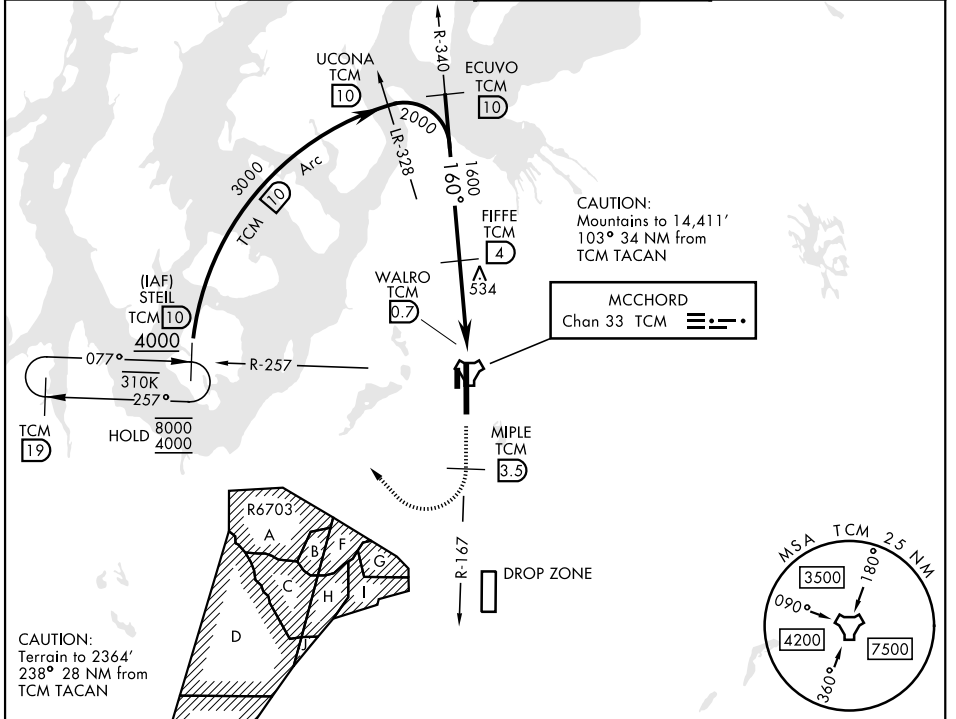 UCONA
TCM
10
R-340
ECUVO
TCM
10
2000
LR-328
3000
Arc
TCM 10
1600
160°
FIFFE
TCM
4
534
CAUTION:
Mountains to 14,411'
103° 34 NM from
TCM TACAN
WALRO
TCM
0.7
MCCHORD
Chan 33 TCM
(IAF)
STEIL
TCM 10
4000
077°
R-257
310K
257°
TCM
19
HOLD 8000
4000
MIPLE
TCM
3.5
R6703
A
B
F
G
C
H
I
D
J
R-167
DROP ZONE
CAUTION:
Terrain to 2364'
238° 28 NM from
TCM TACAN
MSA TCM 25 NM
3500
180°
090°
4200
7500
360°